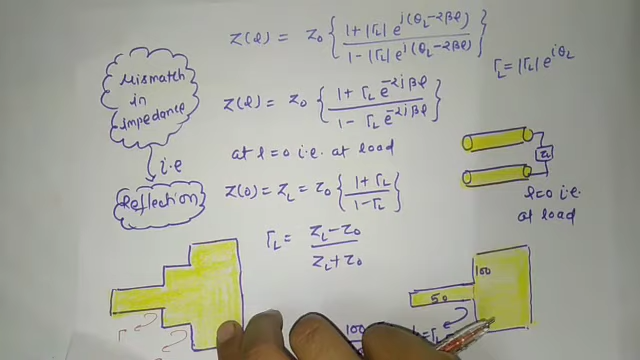 Z(l) = Z0 { 1+|ΓL| e^j(θL-2βl) / 1-|ΓL| e^j(θL-2βl) }
ΓL = |ΓL| e^jθL
Mismatch
in
impedance
Z(l) = Z0 { 1 + ΓL e^-2jβl / 1 - ΓL e^-2jβl }
i.e
at l=0 i.e. at load
ZL
Reflection
Z(0) = ZL = Z0 { 1+ΓL / 1-ΓL }
l=0 i.e.
at load
ΓL = ZL-Z0 / ZL+Z0
100
50
Γ
100